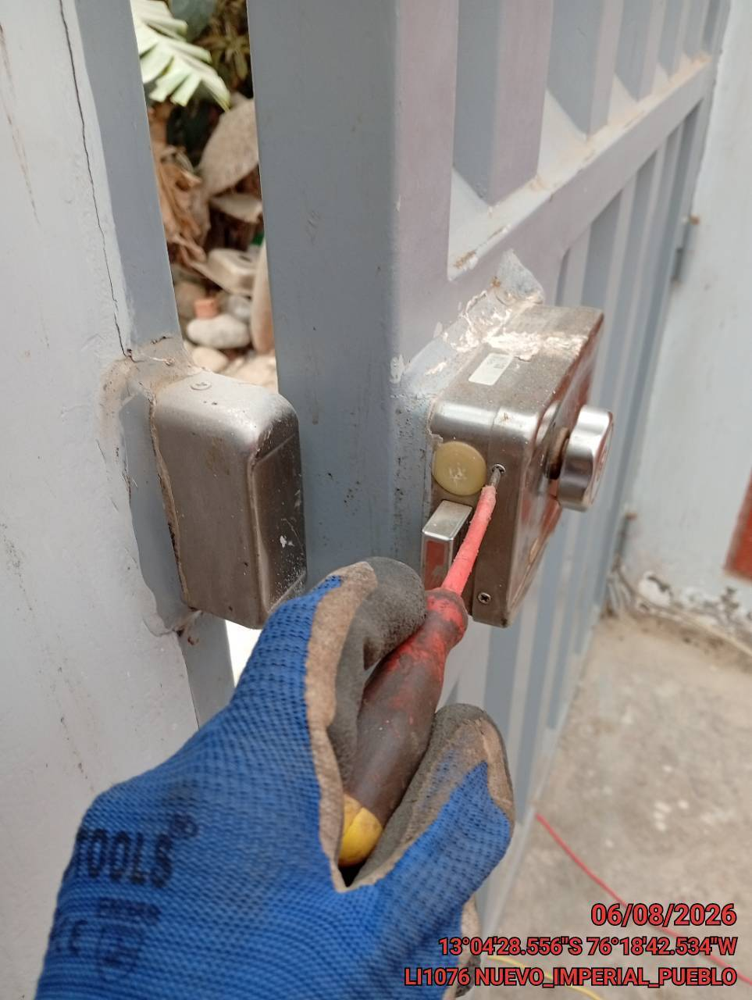 TOOLS
06/08/2026
13°04'28.556"S 76°18'42.534"W
LI1076 NUEVO_IMPERIAL_PUEBLO